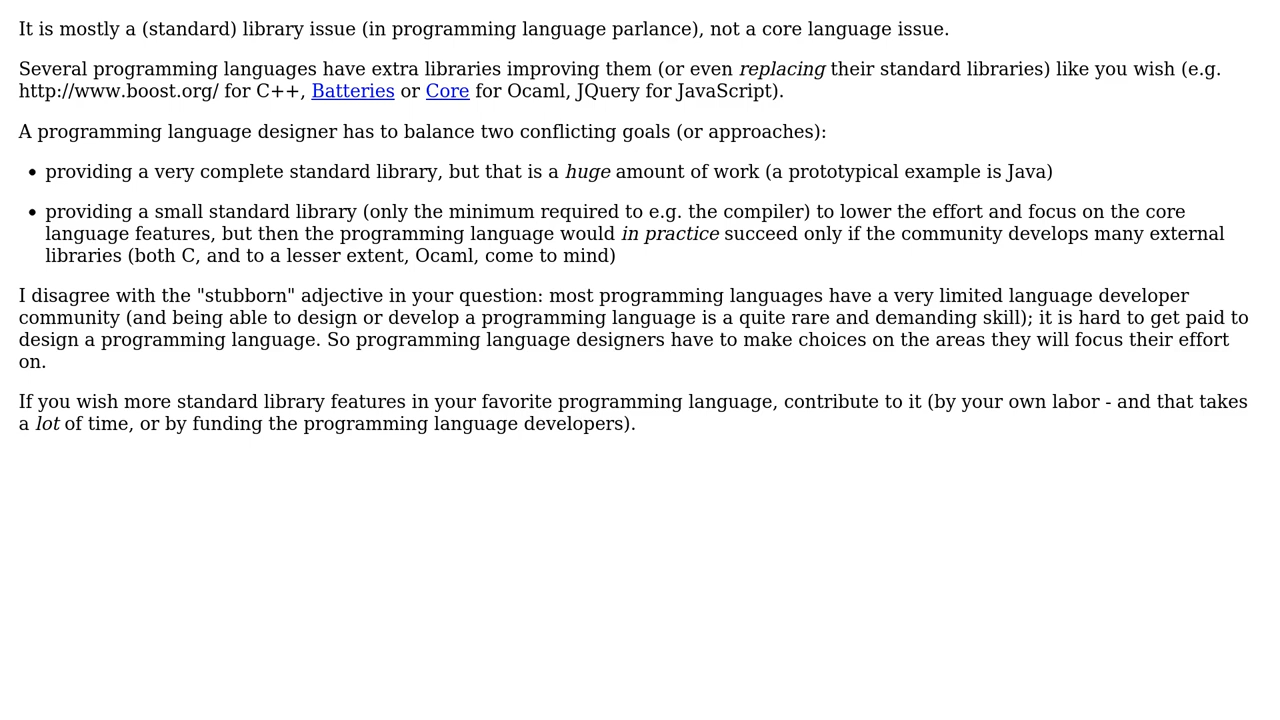 It is mostly a (standard) library issue (in programming language parlance), not a core language issue.
Several programming languages have extra libraries improving them (or even replacing their standard libraries) like you wish (e.g.
http://www.boost.org/ for C++, Batteries or Core for Ocaml, JQuery for JavaScript).
A programming language designer has to balance two conflicting goals (or approaches):
• providing a very complete standard library, but that is a huge amount of work (a prototypical example is Java)
• providing a small standard library (only the minimum required to e.g. the compiler) to lower the effort and focus on the core
language features, but then the programming language would in practice succeed only if the community develops many external
libraries (both C, and to a lesser extent, Ocaml, come to mind)
I disagree with the "stubborn" adjective in your question: most programming languages have a very limited language developer
community (and being able to design or develop a programming language is a quite rare and demanding skill); it is hard to get paid to
design a programming language. So programming language designers have to make choices on the areas they will focus their effort
on.
If you wish more standard library features in your favorite programming language, contribute to it (by your own labor - and that takes
a lot of time, or by funding the programming language developers).